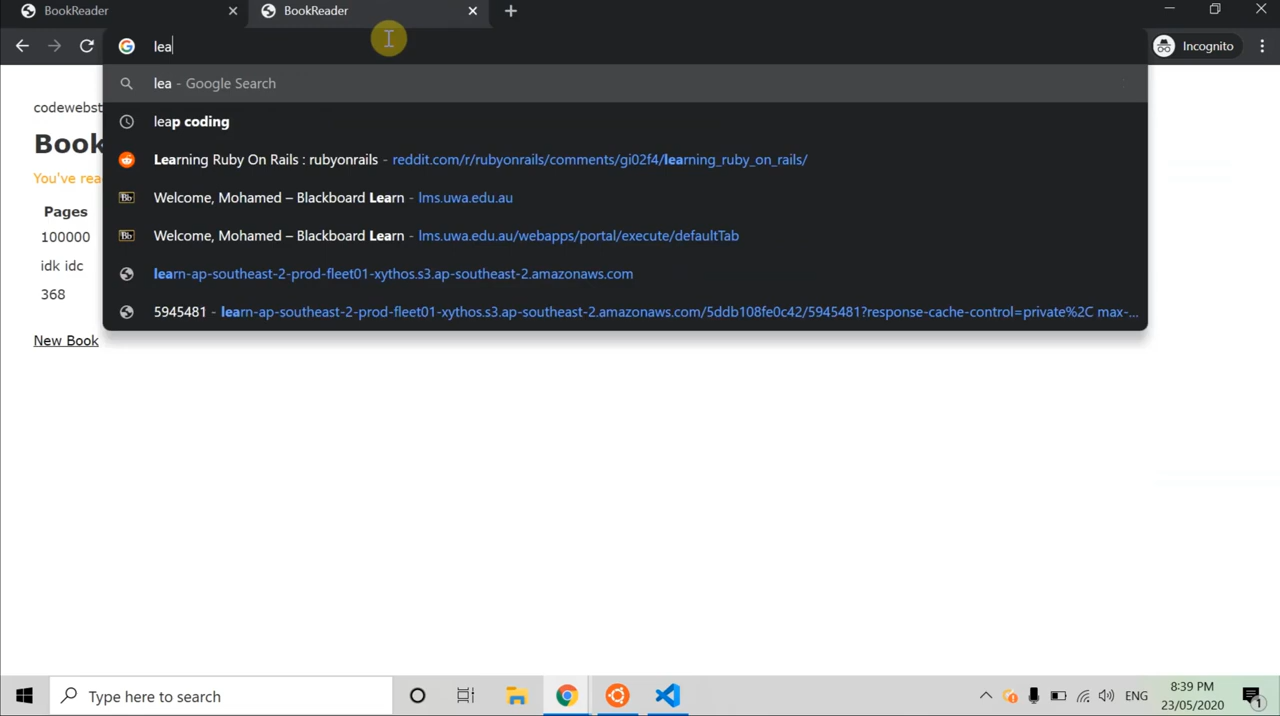 BookReader
BookReader
lea
Incognito
lea - Google Search
leap coding
Learning Ruby On Rails : rubyonrails - reddit.com/r/rubyonrails/comments/gi02f4/learning_ruby_on_rails/
Welcome, Mohamed – Blackboard Learn - lms.uwa.edu.au
Welcome, Mohamed – Blackboard Learn - lms.uwa.edu.au/webapps/portal/execute/defaultTab
learn-ap-southeast-2-prod-fleet01-xythos.s3.ap-southeast-2.amazonaws.com
5945481 - learn-ap-southeast-2-prod-fleet01-xythos.s3.ap-southeast-2.amazonaws.com/5ddb108fe0c42/5945481?response-cache-control=private%2C max-...
codewebst
Book
You've rea
Pages
100000
idk idc
368
New Book
Type here to search
ENG
8:39 PM
23/05/2020
1